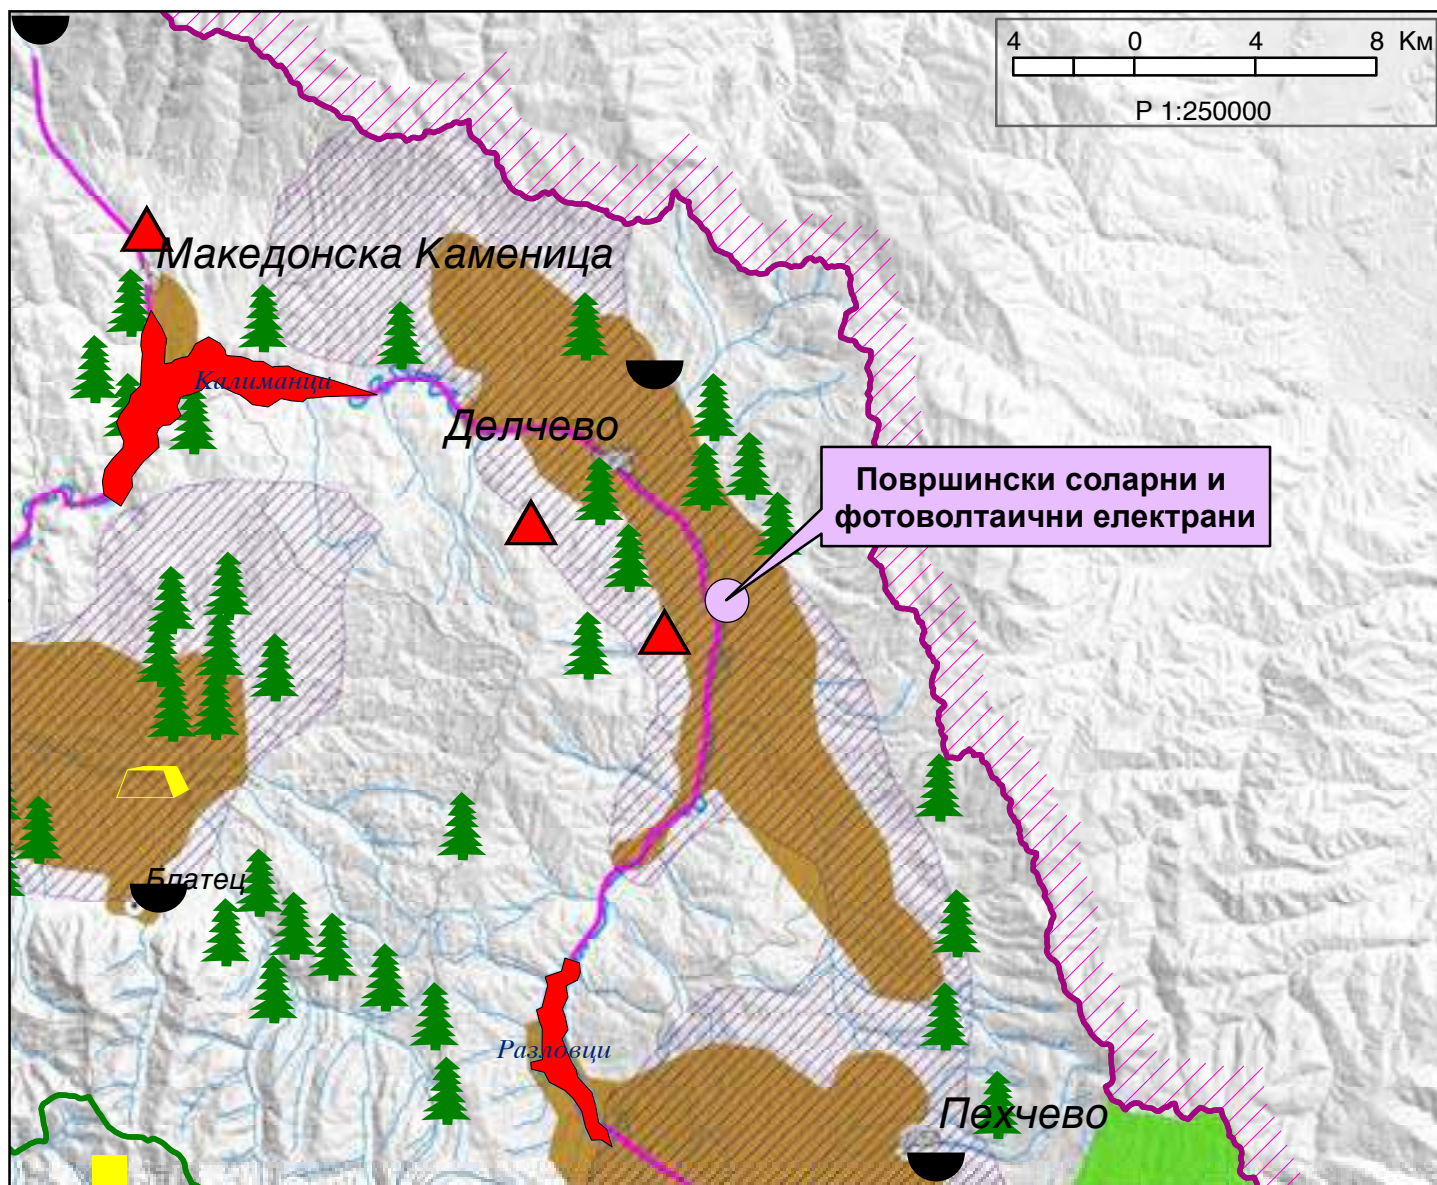 4 0 4 8 Км
Р 1:250000
Македонска Каменица
Калиманци
Делчево
Површински соларни и
фотоволтаични електрани
Блатец
Разловци
Пехчево